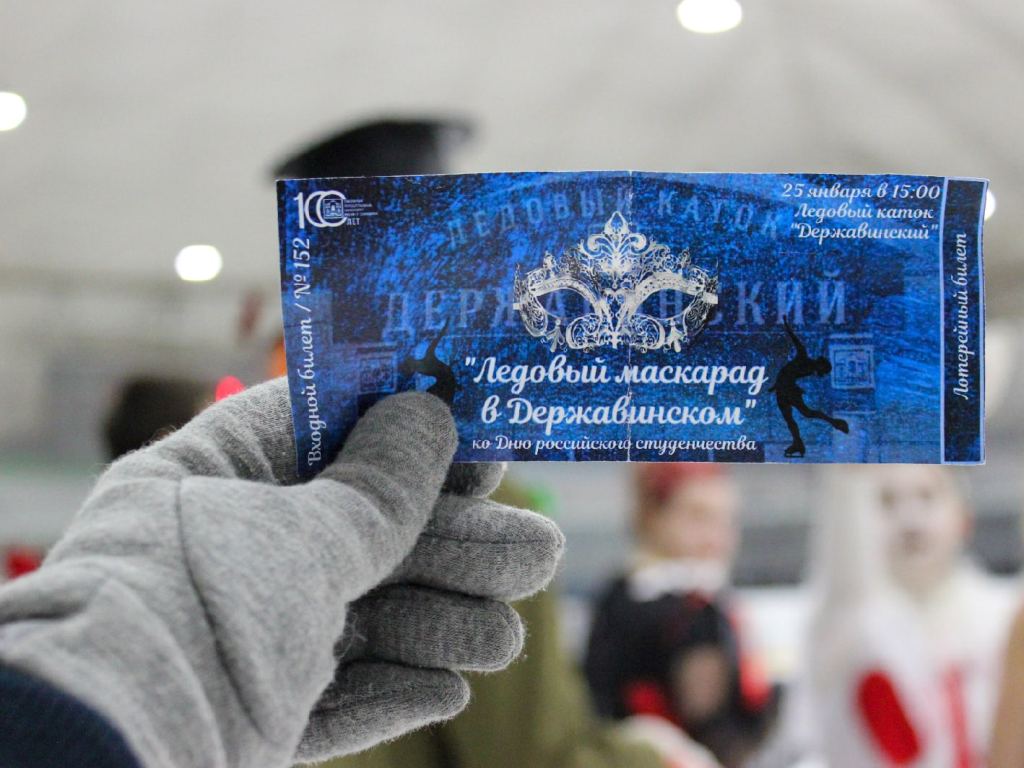 100
ЛЕТ
Входной билет / № 152
ЛЕДОВЫЙ КАТОК
ДЕРЖАВИНСКИЙ
25 января в 15:00
Ледовый каток
"Державинский"
"Ледовый маскарад
в Державинском"
ко Дню российского студенчества
Лотерейный билет